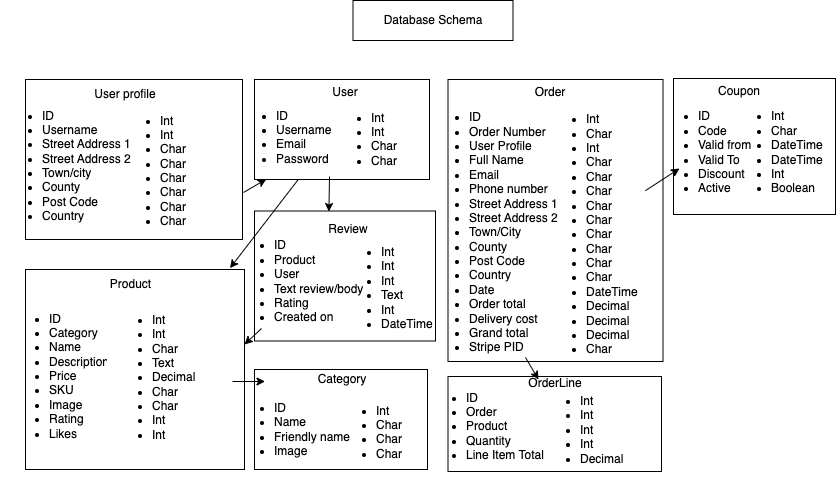 Database Schema
User profile
ID
Username
Street Address 1
Street Address 2
Town/city
County
Post Code
Country
Int
Int
Char
Char
Char
Char
Char
Char
User
ID
Username
Email
Password
Int
Int
Char
Char
Order
ID
Order Number
User Profile
Full Name
Email
Phone number
Street Address 1
Street Address 2
Town/City
County
Post Code
Country
Date
Order total
Delivery cost
Grand total
Stripe PID
Int
Char
Int
Char
Char
Char
Char
Char
Char
Char
Char
Char
DateTime
Decimal
Decimal
Decimal
Char
Coupon
ID
Code
Valid from
Valid To
Discount
Active
Int
Char
DateTime
DateTime
Int
Boolean
Review
ID
Product
User
Text review/body
Rating
Created on
Int
Int
Int
Text
Int
DateTime
Product
ID
Category
Name
Description
Price
SKU
Image
Rating
Likes
Int
Int
Char
Text
Decimal
Char
Char
Int
Int
Category
ID
Name
Friendly name
Image
Int
Char
Char
Char
OrderLine
ID
Order
Product
Quantity
Line Item Total
Int
Int
Int
Int
Decimal